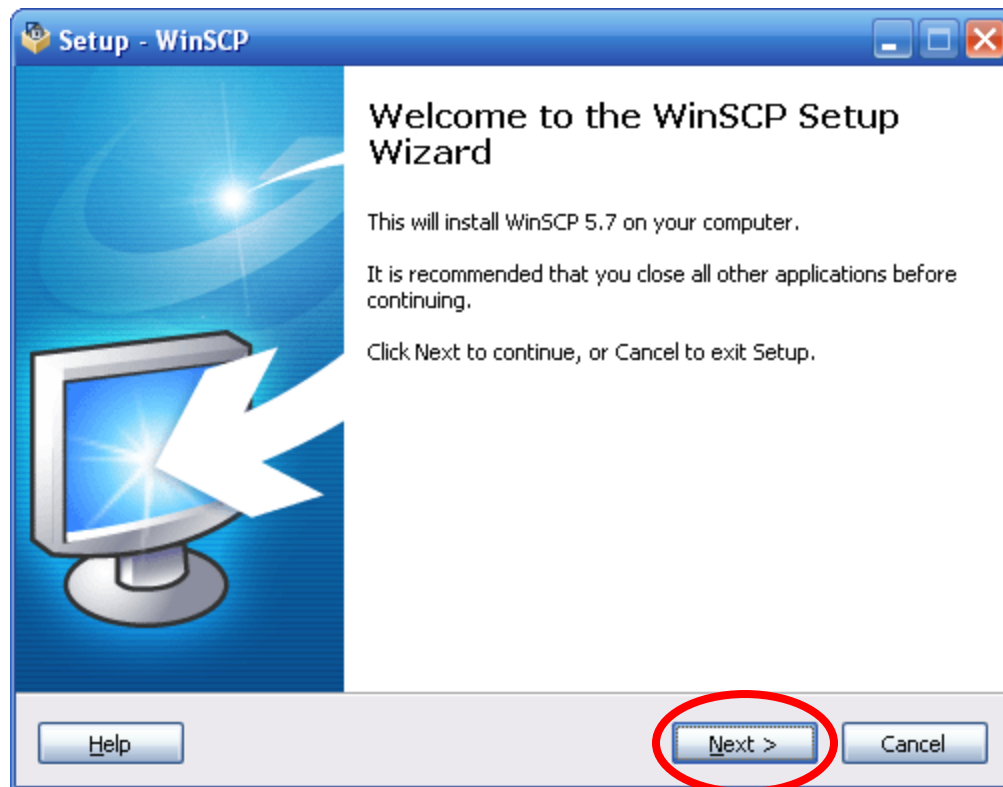 Setup - WinSCP
Welcome to the WinSCP Setup
Wizard
This will install WinSCP 5.7 on your computer.
It is recommended that you close all other applications before
continuing.
Click Next to continue, or Cancel to exit Setup.
Help
Next >
Cancel